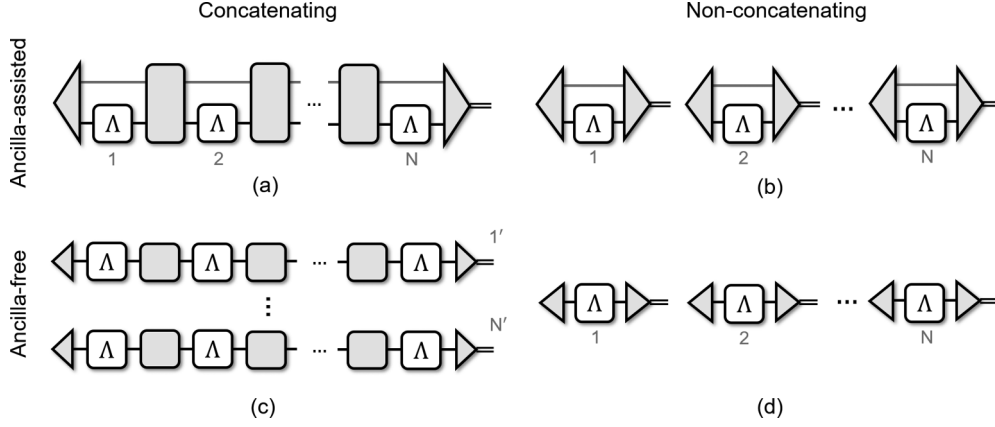 Concatenating
Non-concatenating
Ancilla-assisted
Λ
Λ
...
Λ
1
2
N
(a)
Λ
Λ
...
Λ
1
2
N
(b)
Ancilla-free
1′
Λ
Λ
...
Λ
⋮
N′
Λ
Λ
...
Λ
(c)
Λ
Λ
...
Λ
1
2
N
(d)